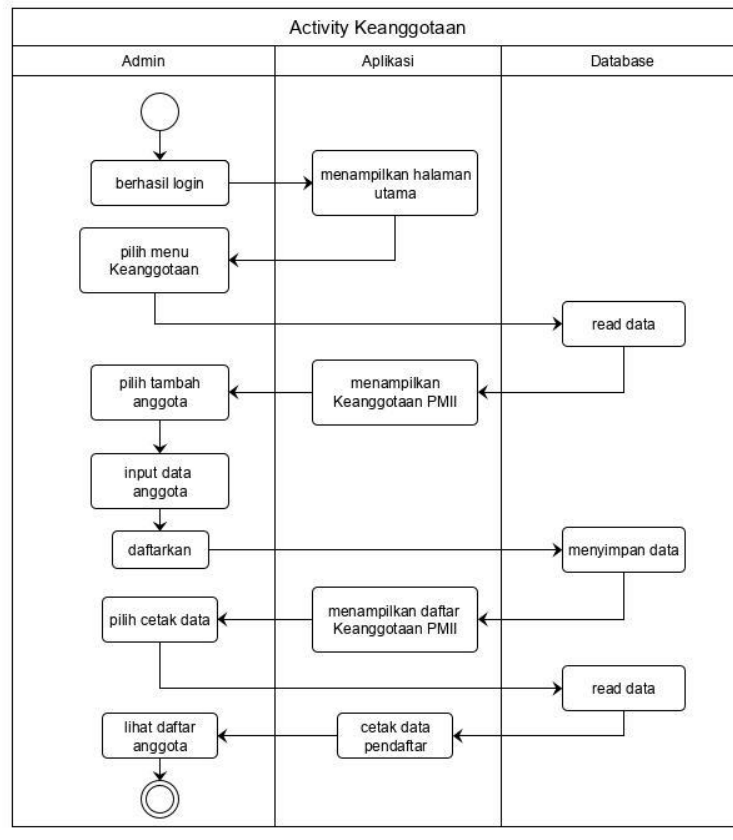 Activity Keanggotaan
Admin
Aplikasi
Database
berhasil login
menampilkan halaman
utama
pilih menu
Keanggotaan
read data
menampilkan
Keanggotaan PMII
pilih tambah
anggota
input data
anggota
daftarkan
menyimpan data
menampilkan daftar
Keanggotaan PMII
pilih cetak data
read data
cetak data
pendaftar
lihat daftar
anggota